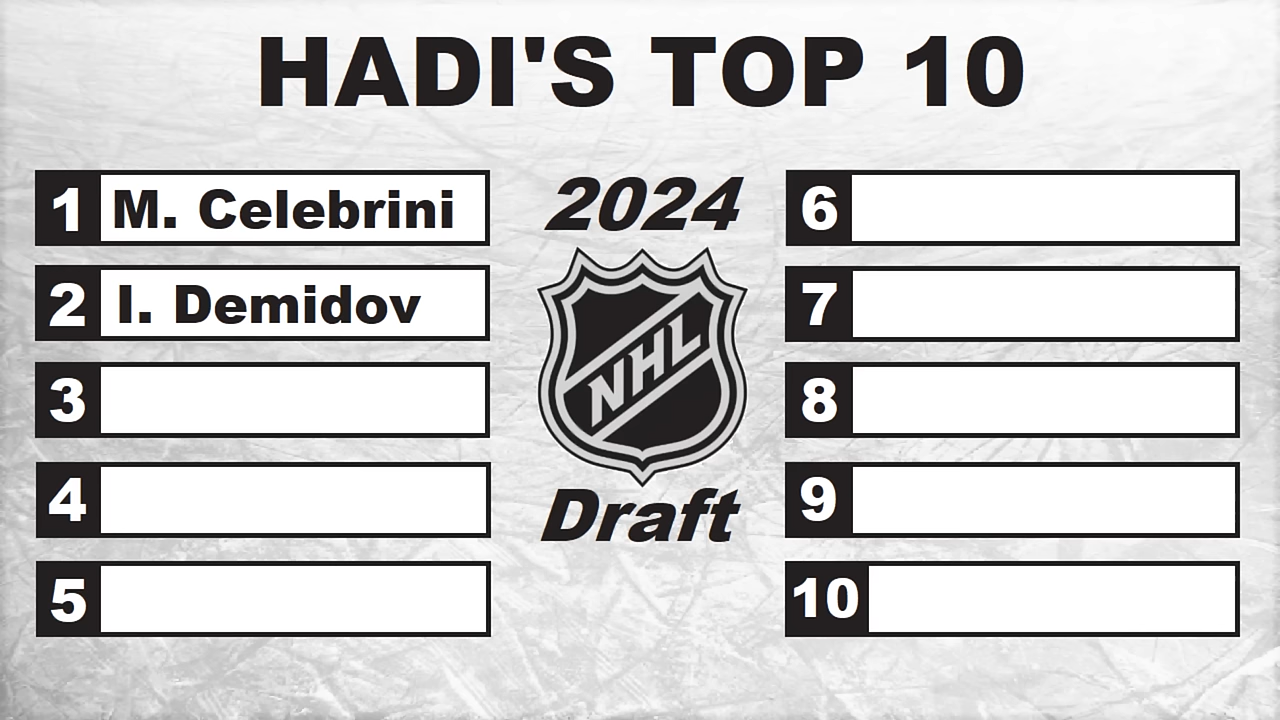 HADI'S TOP 10
1 M. Celebrini
2 I. Demidov
3
4
5
2024
NHL
Draft
6
7
8
9
10